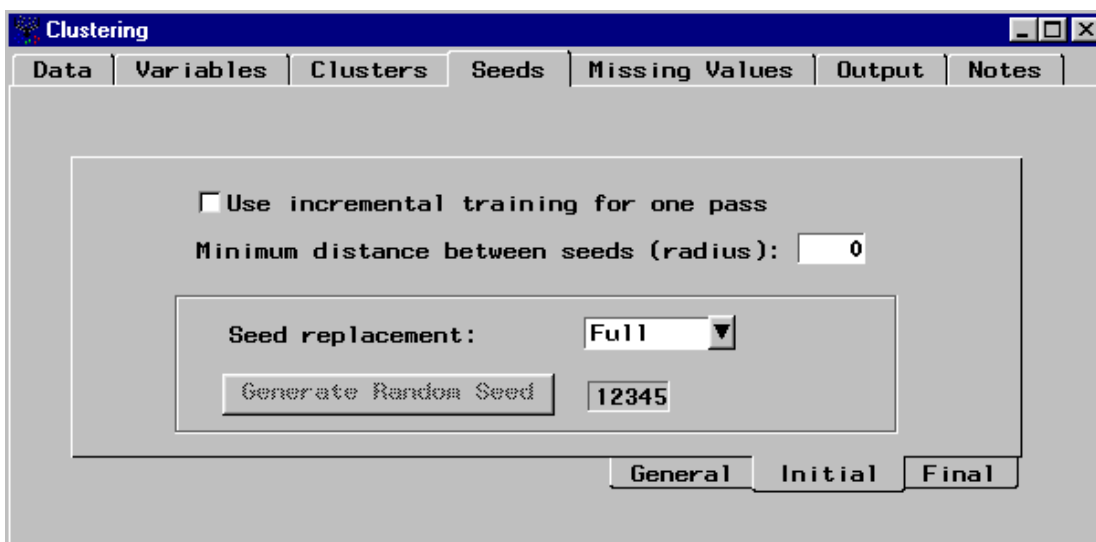 Clustering
Data Variables Clusters Seeds Missing Values Output Notes
Use incremental training for one pass
Minimum distance between seeds (radius): 0
Seed replacement: Full
Generate Random Seed 12345
General Initial Final